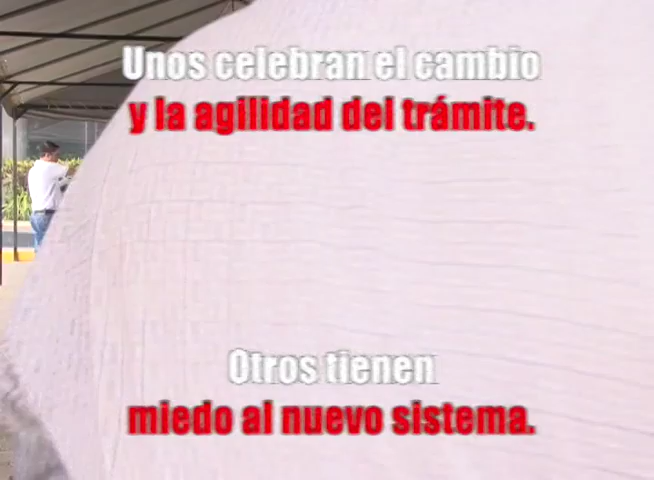 Unos celebran el cambio
y la agilidad del trámite.
Otros tienen
miedo al nuevo sistema.